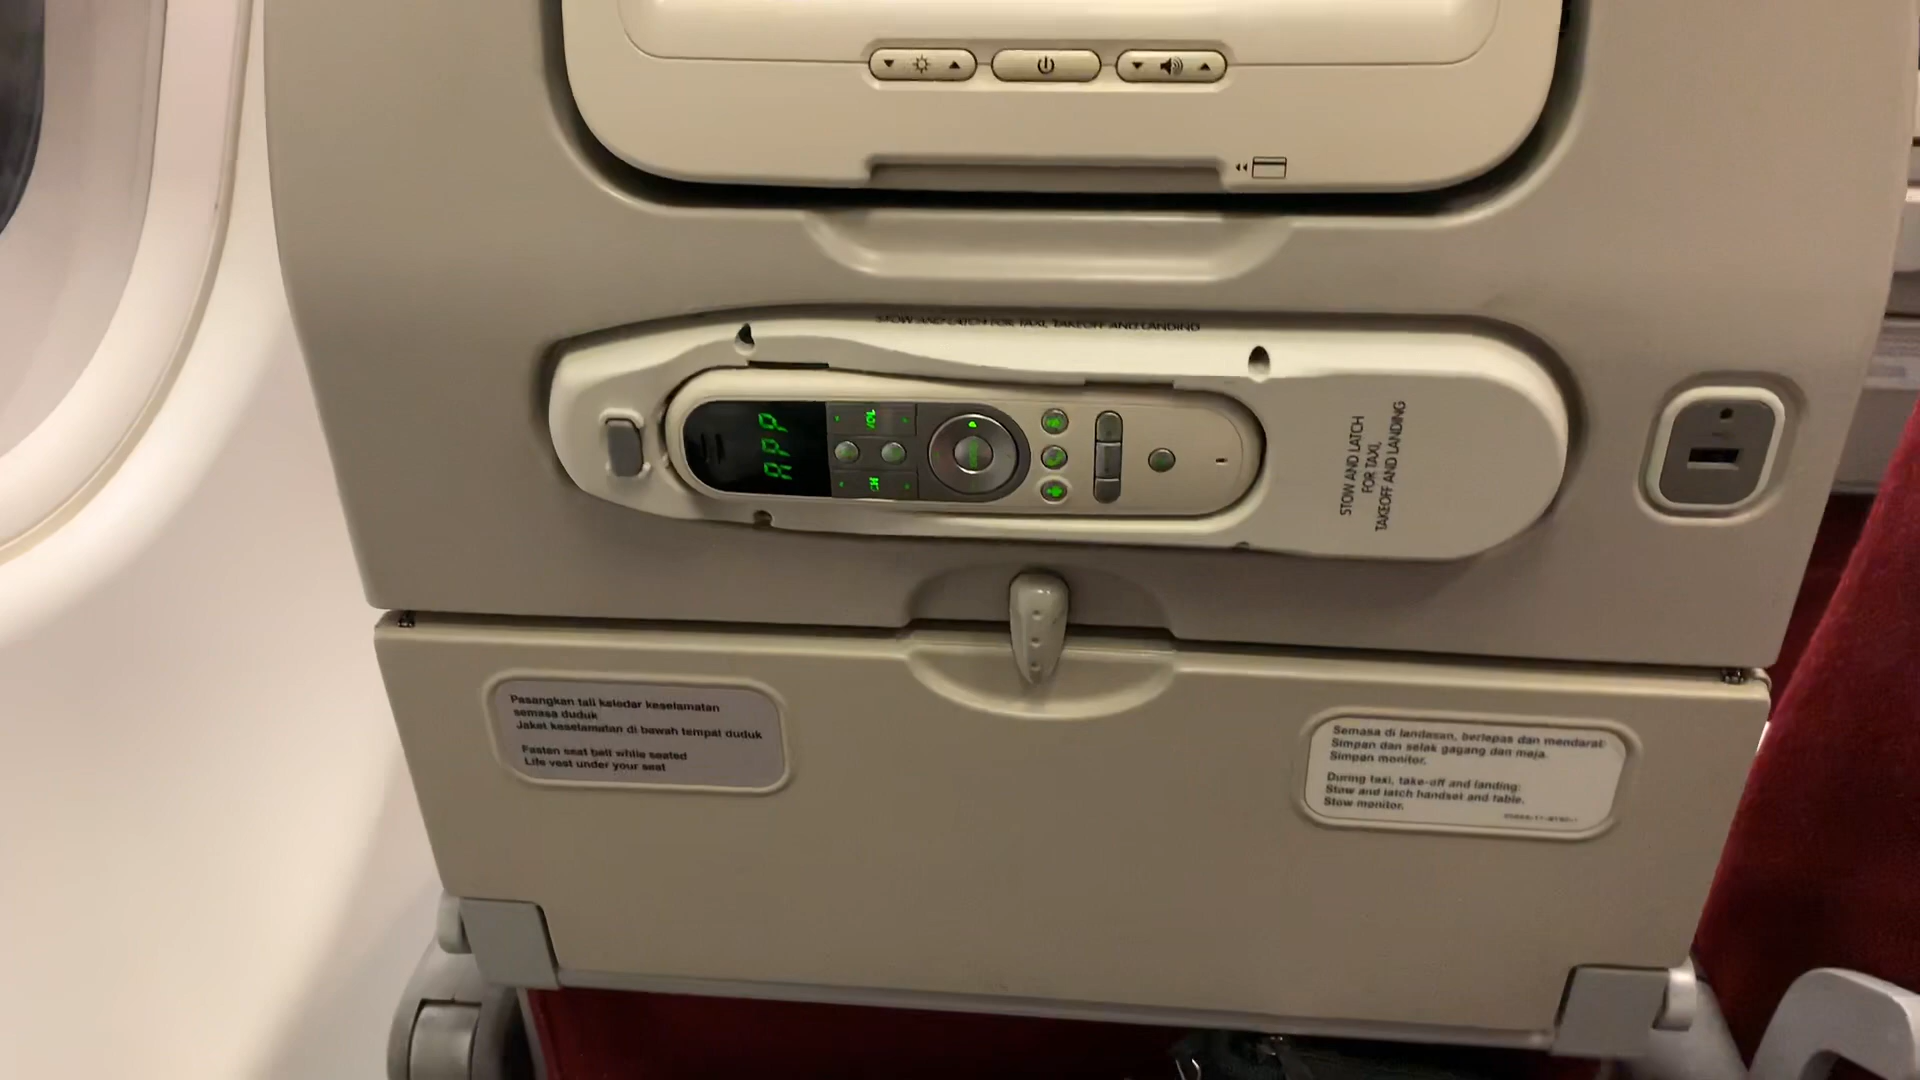 STOW AND LATCH FOR TAXI, TAKEOFF AND LANDING
APP
VOL
CH
STOW AND LATCH
FOR TAXI,
TAKEOFF AND LANDING
Pasangkan tali keledar keselamatan
semasa duduk
Jaket keselamatan di bawah tempat duduk
Fasten seat belt while seated
Life vest under your seat
Semasa di landasan, berlepas dan mendarat:
Simpan dan selak gagang dan meja.
Simpan monitor.
During taxi, take-off and landing:
Stow and latch handset and table.
Stow monitor.